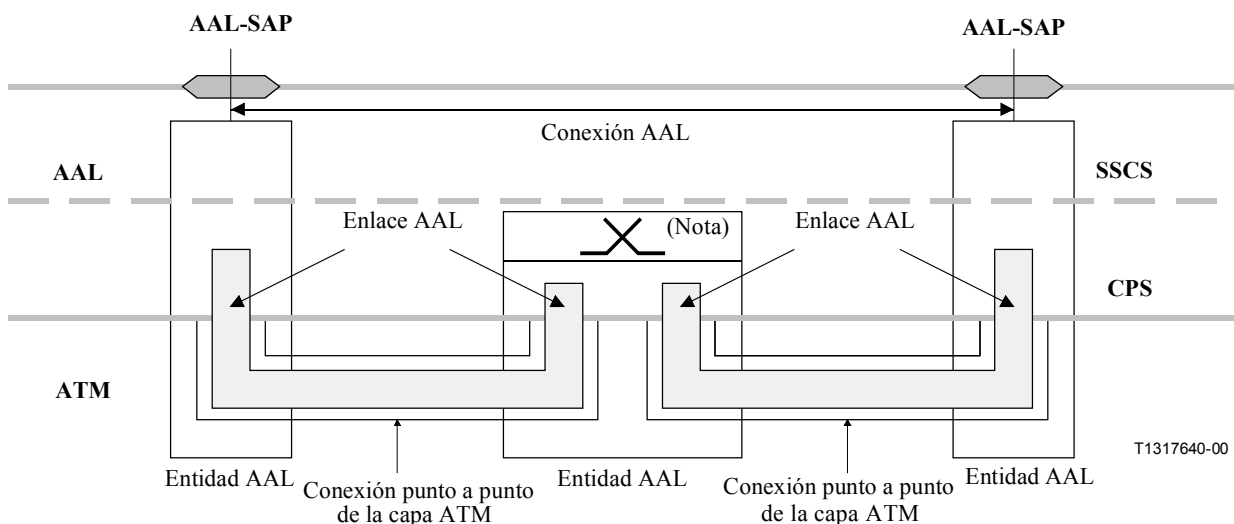 AAL-SAP
AAL-SAP
Conexión AAL
AAL
SSCS
Enlace AAL
(Nota)
Enlace AAL
CPS
ATM
T1317640-00
Entidad AAL
Conexión punto a punto
de la capa ATM
Entidad AAL
Conexión punto a punto
de la capa ATM
Entidad AAL